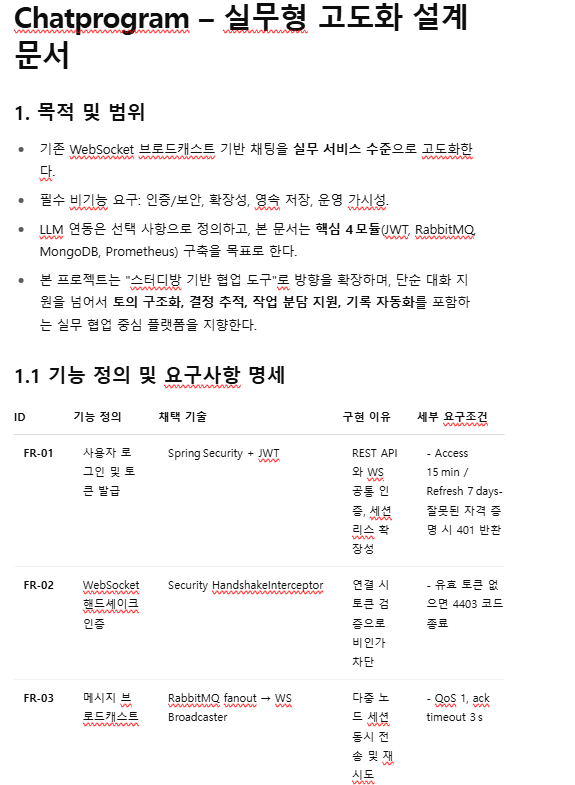 Chatprogram – 실무형 고도화 설계
문서
1. 목적 및 범위
• 기존 WebSocket 브로드캐스트 기반 채팅을 실무 서비스 수준으로 고도화한
다.
• 필수 비기능 요구: 인증/보안, 확장성, 영속 저장, 운영 가시성.
• LLM 연동은 선택 사항으로 정의하고, 본 문서는 핵심 4 모듈(JWT, RabbitMQ,
MongoDB, Prometheus) 구축을 목표로 한다.
• 본 프로젝트는 "스터디방 기반 협업 도구"로 방향을 확장하며, 단순 대화 지
원을 넘어서 토의 구조화, 결정 추적, 작업 분담 지원, 기록 자동화를 포함하
는 실무 협업 중심 플랫폼을 지향한다.
1.1 기능 정의 및 요구사항 명세
ID 기능 정의 채택 기술 구현 이유 세부 요구조건
FR-01
사용자 로
그인 및 토
큰 발급
Spring Security + JWT
REST API
와 WS
공통 인
증, 세션
리스 확
장성
- Access
15 min /
Refresh 7 days-
잘못된 자격 증
명 시 401 반환
FR-02
WebSocket
핸드셰이크
인증
Security HandshakeInterceptor
연결 시
토큰 검
증으로
비인가
차단
- 유효 토큰 없
으면 4403 코드
종료
FR-03
메시지 브
로드캐스트
RabbitMQ fanout → WS
Broadcaster
다중 노
드 세션
동시 전
송 및 재
시도
- QoS 1, ack
timeout 3 s